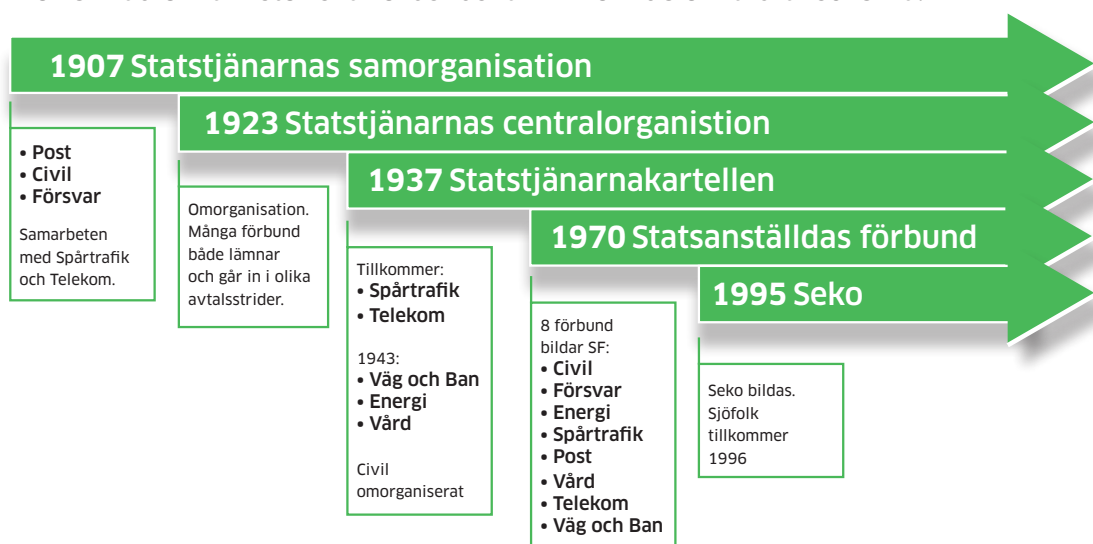 1907 Statstjänarnas samorganisation
• Post
• Civil
• Försvar
Samarbeten
med Spårtrafik
och Telekom.
1923 Statstjänarnas centralorganistion
Omorganisation.
Många förbund
både lämnar
och går in i olika
avtalsstrider.
1937 Statstjänarnakartellen
Tillkommer:
• Spårtrafik
• Telekom
1943:
• Väg och Ban
• Energi
• Vård
Civil
omorganiserat
1970 Statsanställdas förbund
8 förbund
bildar SF:
• Civil
• Försvar
• Energi
• Spårtrafik
• Post
• Vård
• Telekom
• Väg och Ban
1995 Seko
Seko bildas.
Sjöfolk
tillkommer
1996